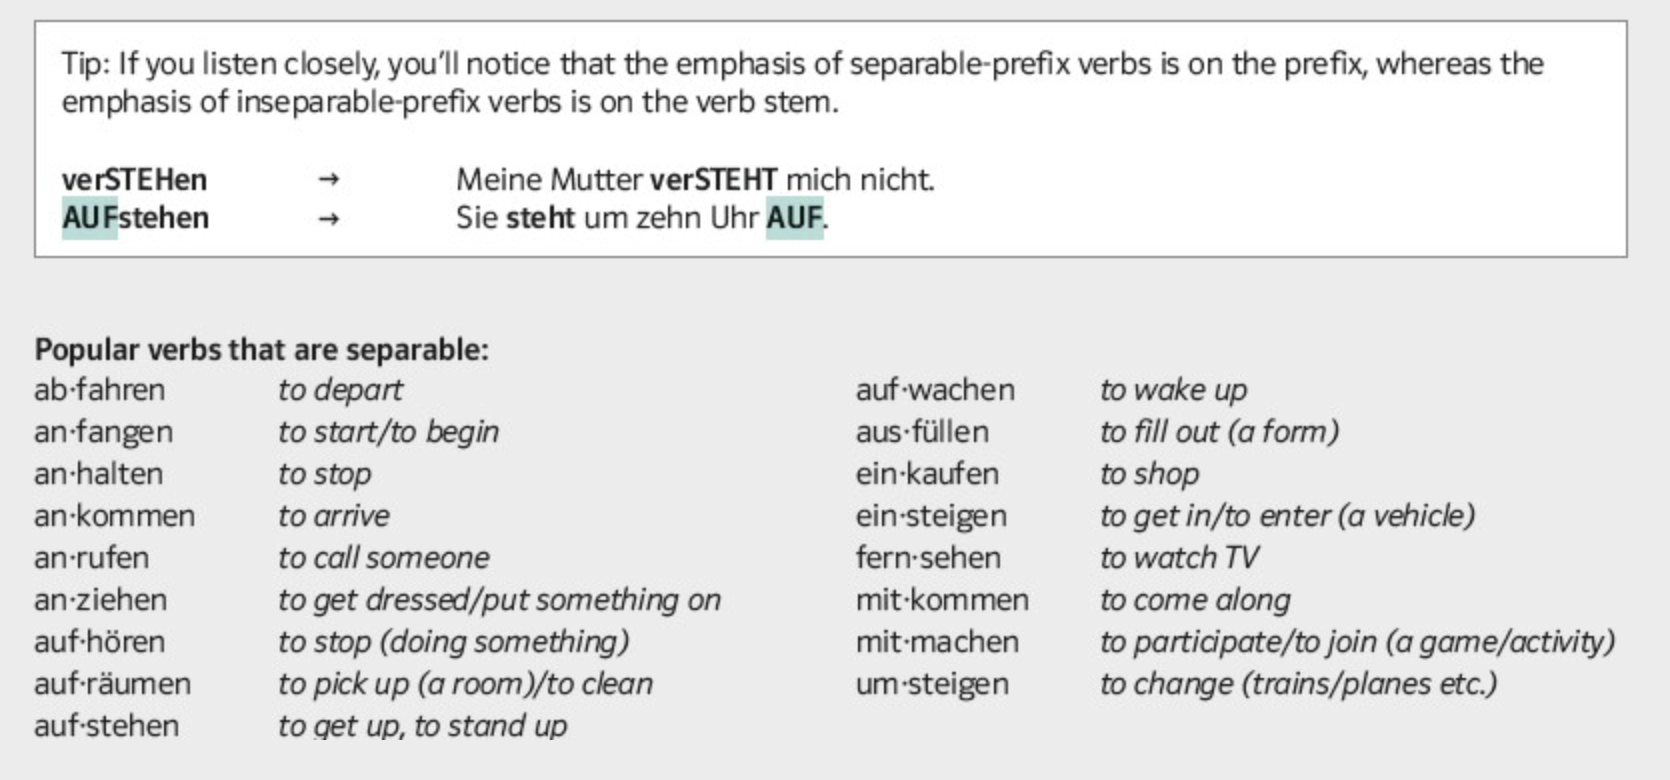 Tip: If you listen closely, you'll notice that the emphasis of separable-prefix verbs is on the prefix, whereas the
emphasis of inseparable-prefix verbs is on the verb stem.
verSTEHen → Meine Mutter verSTEHT mich nicht.
AUFstehen → Sie steht um zehn Uhr AUF.
Popular verbs that are separable:
ab·fahren to depart
an·fangen to start/to begin
an·halten to stop
an·kommen to arrive
an·rufen to call someone
an·ziehen to get dressed/put something on
auf·hören to stop (doing something)
auf·räumen to pick up (a room)/to clean
auf·stehen to get up, to stand up
auf·wachen to wake up
aus·füllen to fill out (a form)
ein·kaufen to shop
ein·steigen to get in/to enter (a vehicle)
fern·sehen to watch TV
mit·kommen to come along
mit·machen to participate/to join (a game/activity)
um·steigen to change (trains/planes etc.)